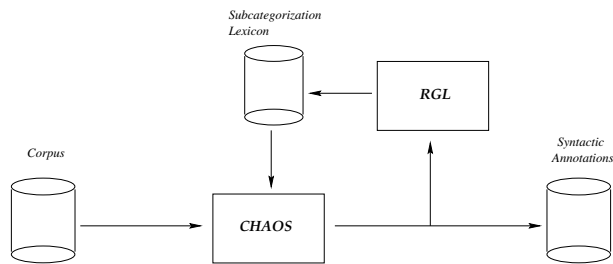 Subcategorization
Lexicon
RGL
Corpus
Syntactic
Annotations
CHAOS